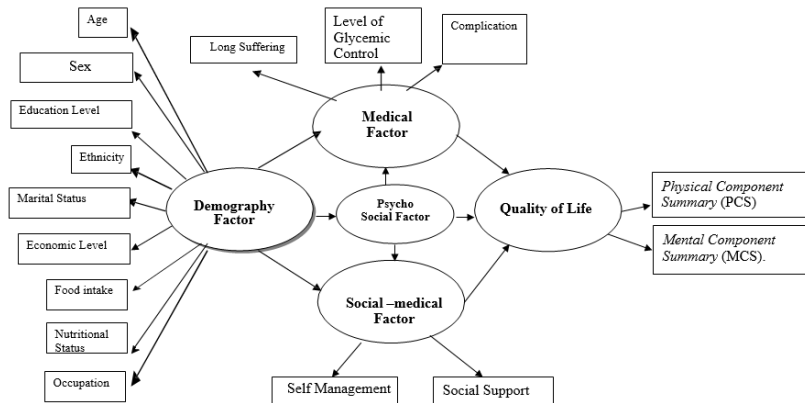 Age
Sex
Education Level
Ethnicity
Marital Status
Economic Level
Food intake
Nutritional
Status
Occupation
Demography
Factor
Long Suffering
Level of
Glycemic
Control
Complication
Medical
Factor
Psycho
Social Factor
Social –medical
Factor
Self Management
Social Support
Quality of Life
Physical Component
Summary (PCS)
Mental Component
Summary (MCS).